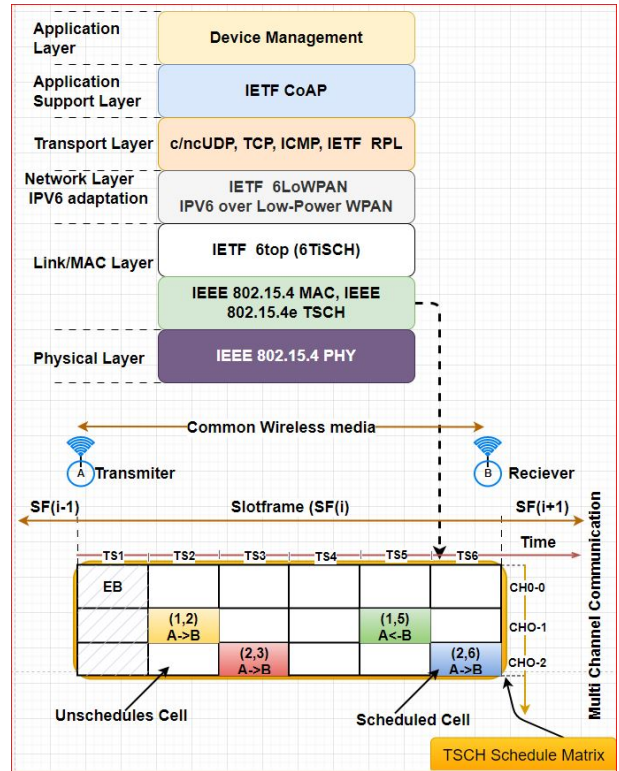 Application
Layer
Device Management
Application
Support Layer
IETF CoAP
Transport Layer
c/ncUDP, TCP, ICMP, IETF RPL
Network Layer
IPV6 adaptation
IETF 6LoWPAN
IPV6 over Low-Power WPAN
Link/MAC Layer
IETF 6top (6TiSCH)
IEEE 802.15.4 MAC, IEEE
802.15.4e TSCH
Physical Layer
IEEE 802.15.4 PHY
Common Wireless media
A
Transmiter
B
Reciever
SF(i-1)
Slotframe (SF(i)
SF(i+1)
Time
TS1
TS2
TS3
TS4
TS5
TS6
EB
CH0-0
(1,2)
A->B
(1,5)
A<-B
CHO-1
(2,3)
A->B
(2,6)
A->B
CHO-2
Multi Channel Communication
Unschedules Cell
Scheduled Cell
TSCH Schedule Matrix